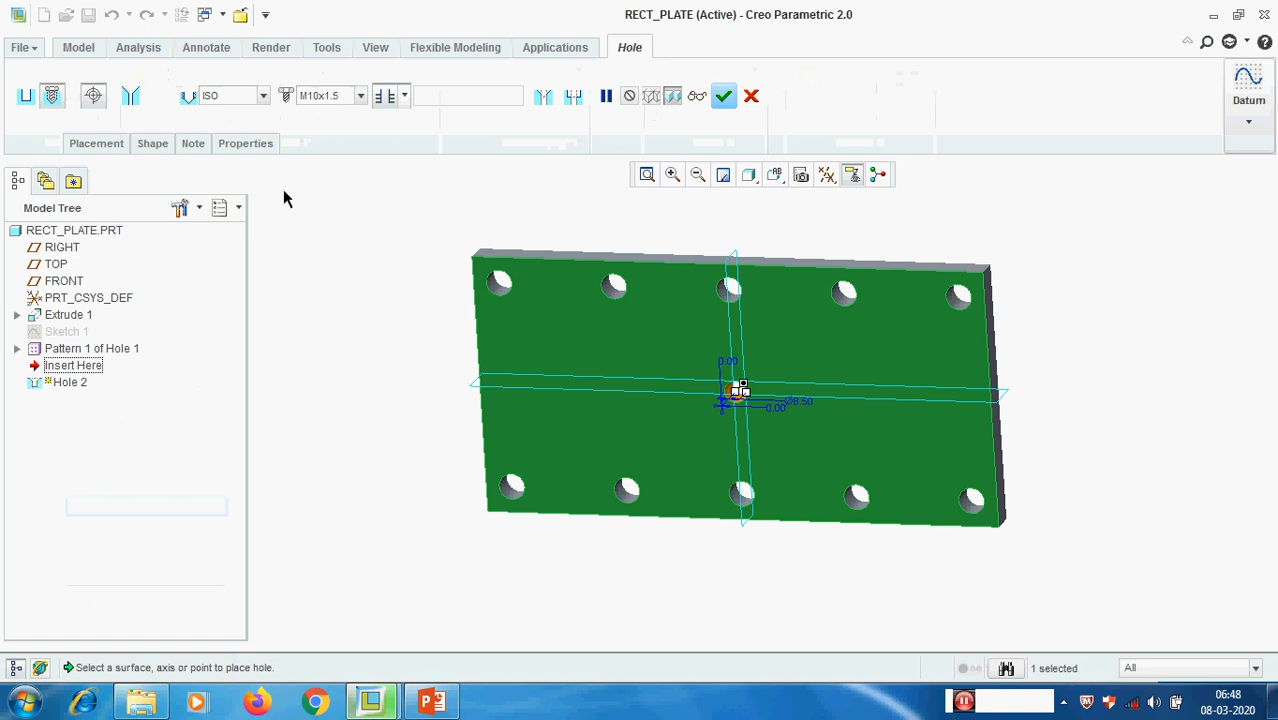 RECT_PLATE (Active) - Creo Parametric 2.0
File Model Analysis Annotate Render Tools View Flexible Modeling Applications Hole
ISO M10x1.5
Datum
Placement Shape Note Properties
Model Tree
RECT_PLATE.PRT
RIGHT
TOP
FRONT
PRT_CSYS_DEF
Extrude 1
Sketch 1
Pattern 1 of Hole 1
Insert Here
Hole 2
0.00
Ø8.50
0.00
Select a surface, axis or point to place hole.
1 selected
All
06:48
08-03-2020